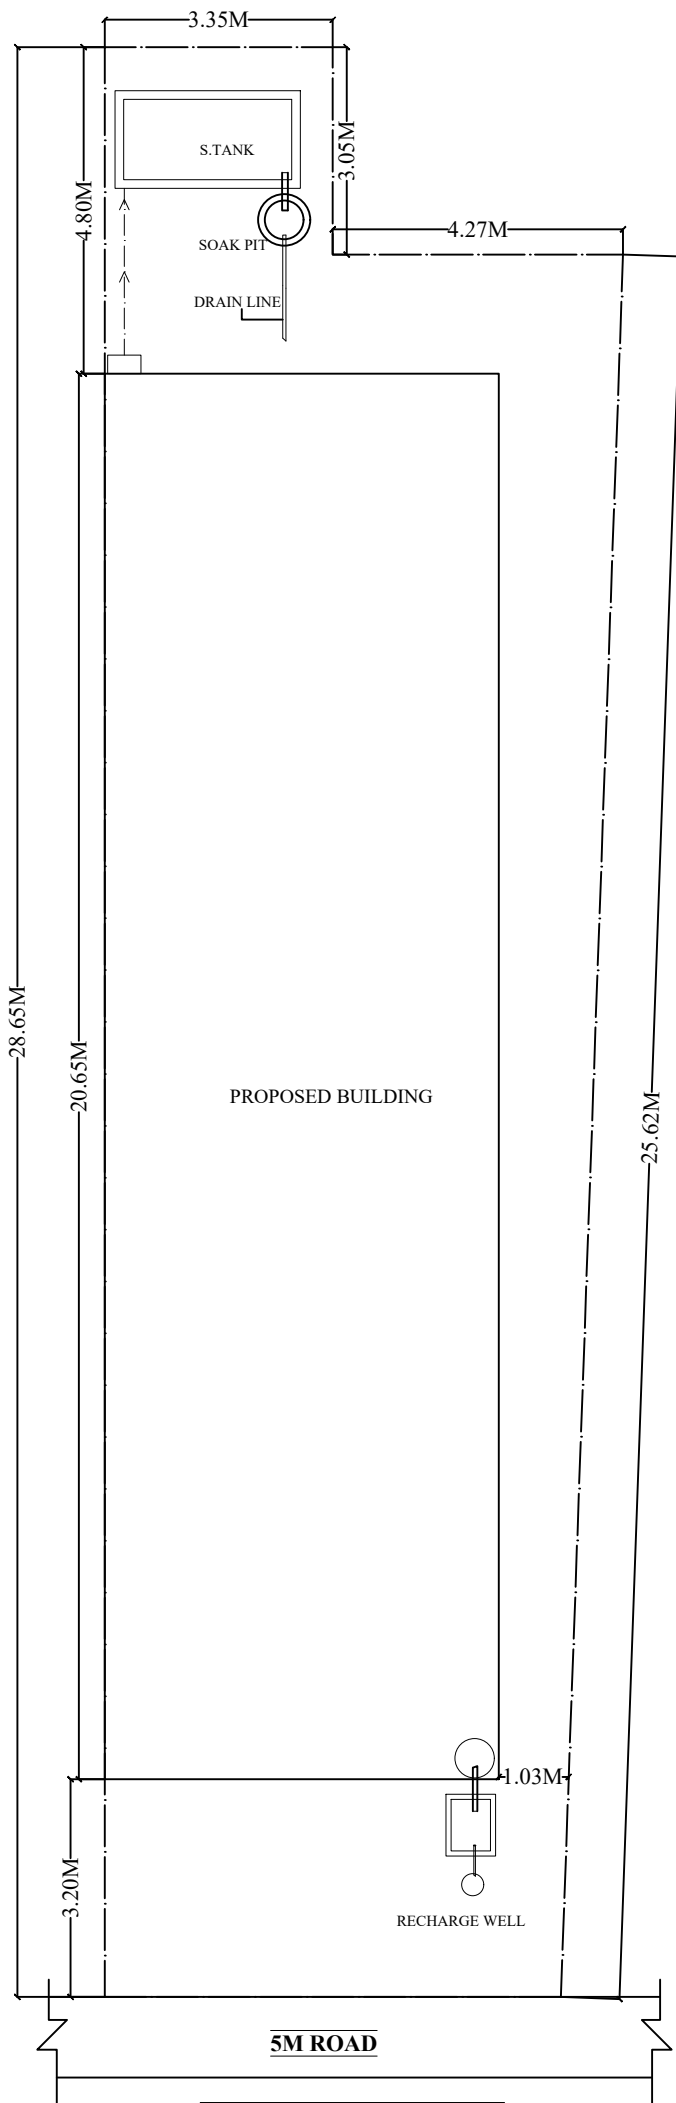 3.35M
3.05M
S.TANK
4.80M
4.27M
SOAK PIT
DRAIN LINE
28.65M
20.65M
PROPOSED BUILDING
25.62M
1.03M
3.20M
RECHARGE WELL
5M ROAD